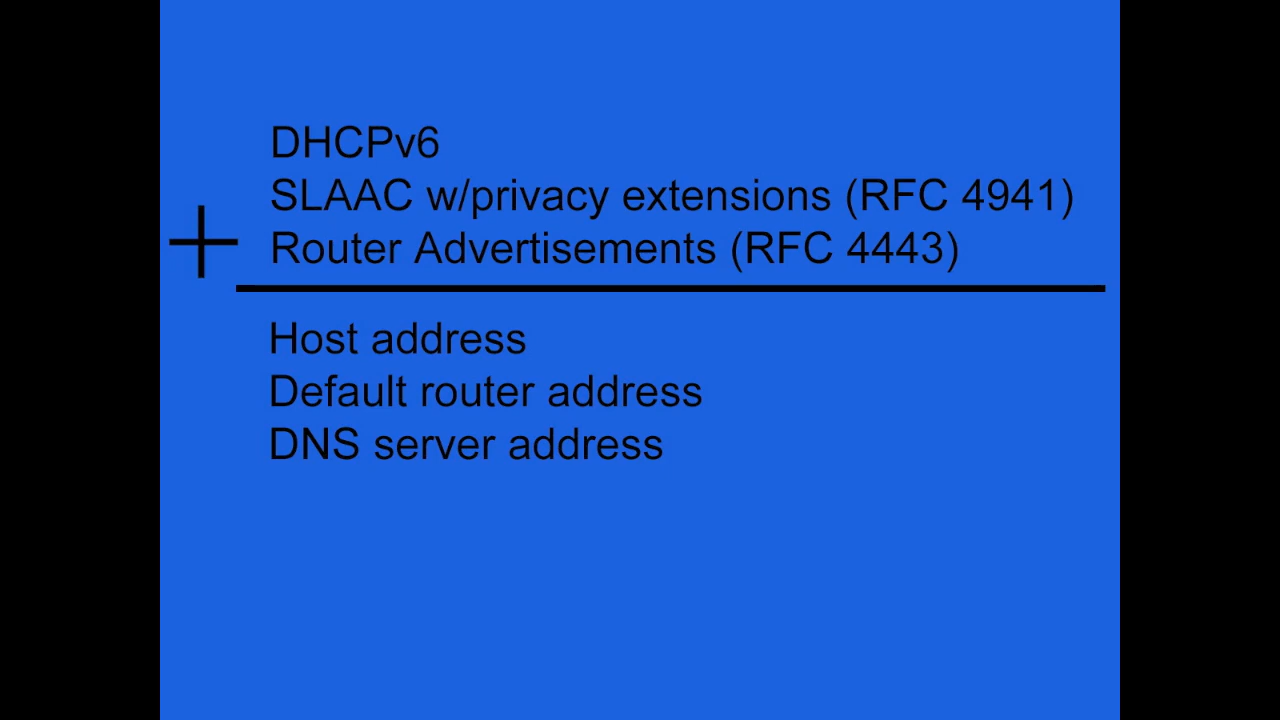 DHCPv6
SLAAC w/privacy extensions (RFC 4941)
+ Router Advertisements (RFC 4443)
Host address
Default router address
DNS server address